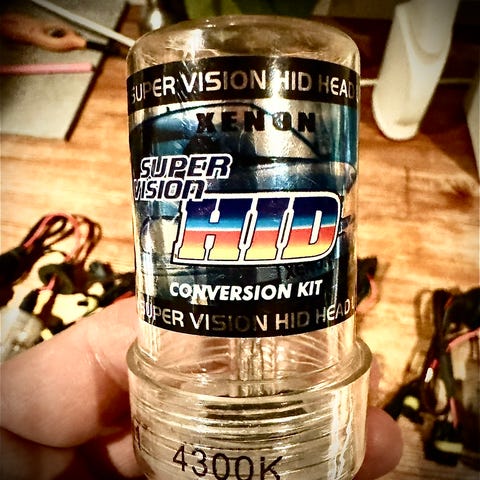 SUPER VISION HID HEAD
XENON
SUPER
VISION
HID
CONVERSION KIT
SUPER VISION HID HEAD
4300K